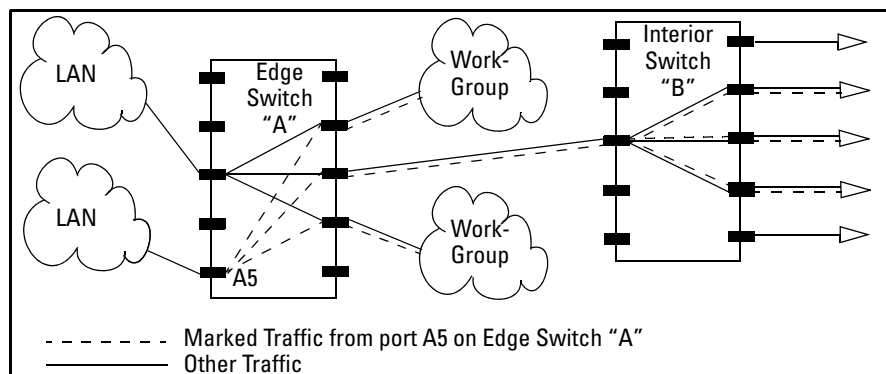 LAN
Edge
Switch
“A”
Work-
Group
Interior
Switch
“B”
LAN
A5
Work-
Group
Marked Traffic from port A5 on Edge Switch “A”
Other Traffic